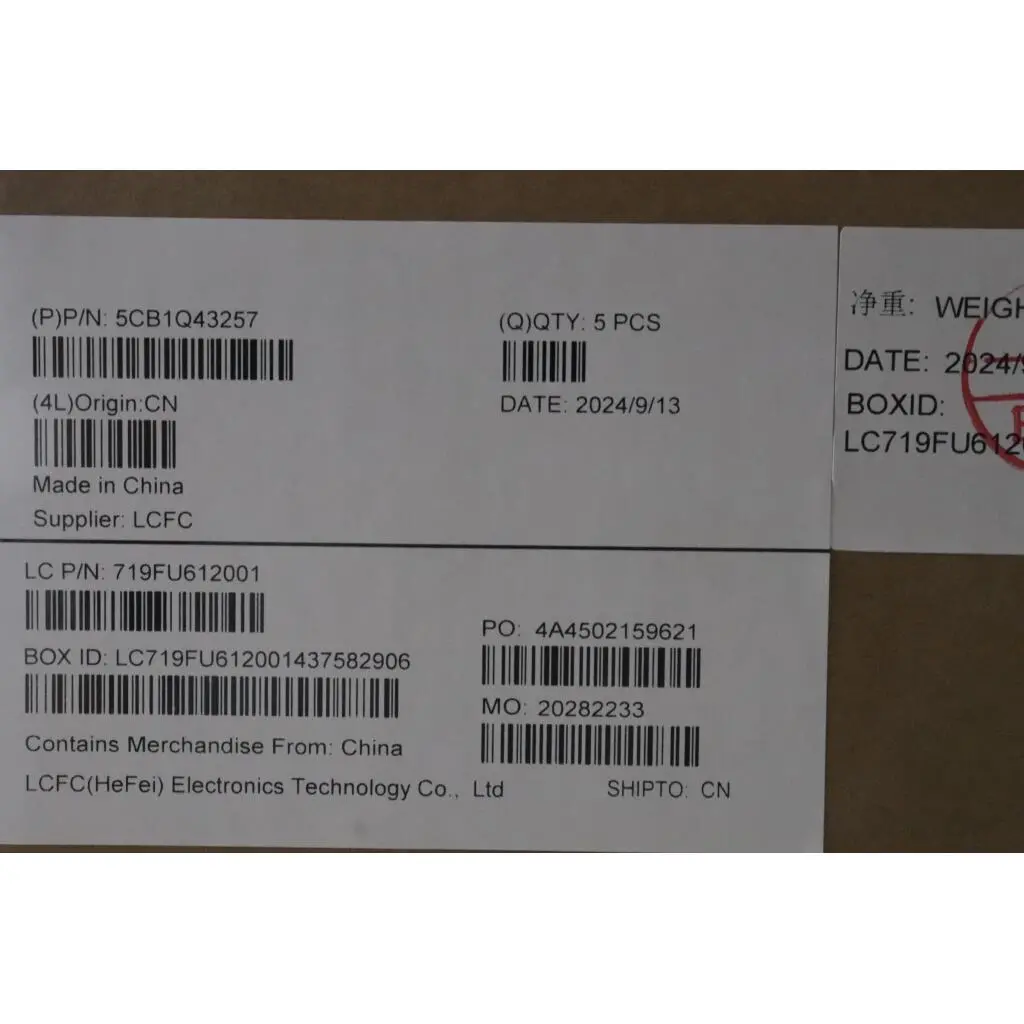 (P)P/N: 5CB1Q43257
(Q)QTY: 5 PCS
(4L)Origin:CN
DATE: 2024/9/13
Made in China
Supplier: LCFC
LC P/N: 719FU612001
PO: 4A4502159621
BOX ID: LC719FU612001437582906
MO: 20282233
Contains Merchandise From: China
LCFC(HeFei) Electronics Technology Co., Ltd
SHIPTO: CN
净重:
DATE: 2024/
BOXID:
LC719FU612